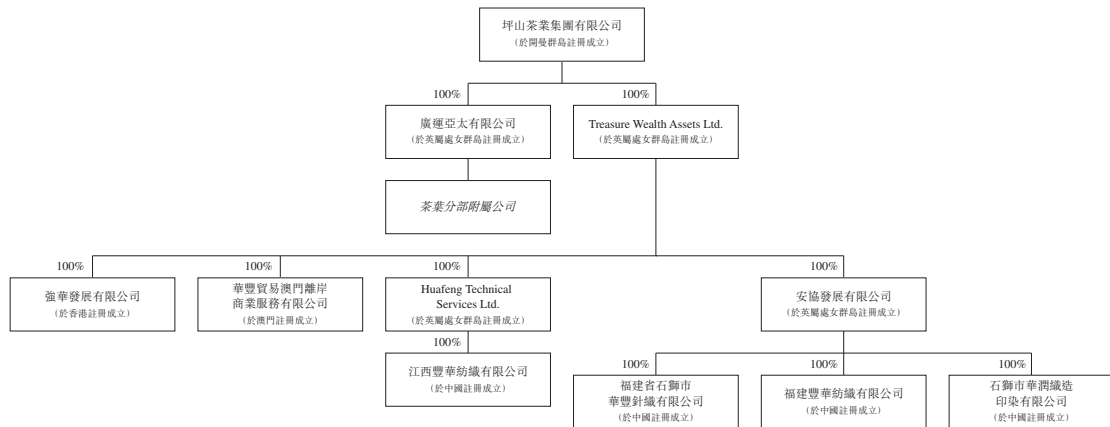 坪山茶業集團有限公司
(於開曼群島註冊成立)
100%
100%
廣運亞太有限公司
(於英屬處女群島註冊成立)
Treasure Wealth Assets Ltd.
(於英屬處女群島註冊成立)
茶葉分部附屬公司
100%
100%
100%
100%
強華發展有限公司
(於香港註冊成立)
華豐貿易澳門離岸
商業服務有限公司
(於澳門註冊成立)
Huafeng Technical
Services Ltd.
(於英屬處女群島註冊成立)
安協發展有限公司
(於英屬處女群島註冊成立)
100%
100%
100%
100%
江西豐華紡織有限公司
(於中國註冊成立)
福建省石獅市
華豐針織有限公司
(於中國註冊成立)
福建豐華紡織有限公司
(於中國註冊成立)
石獅市華潤織造
印染有限公司
(於中國註冊成立)